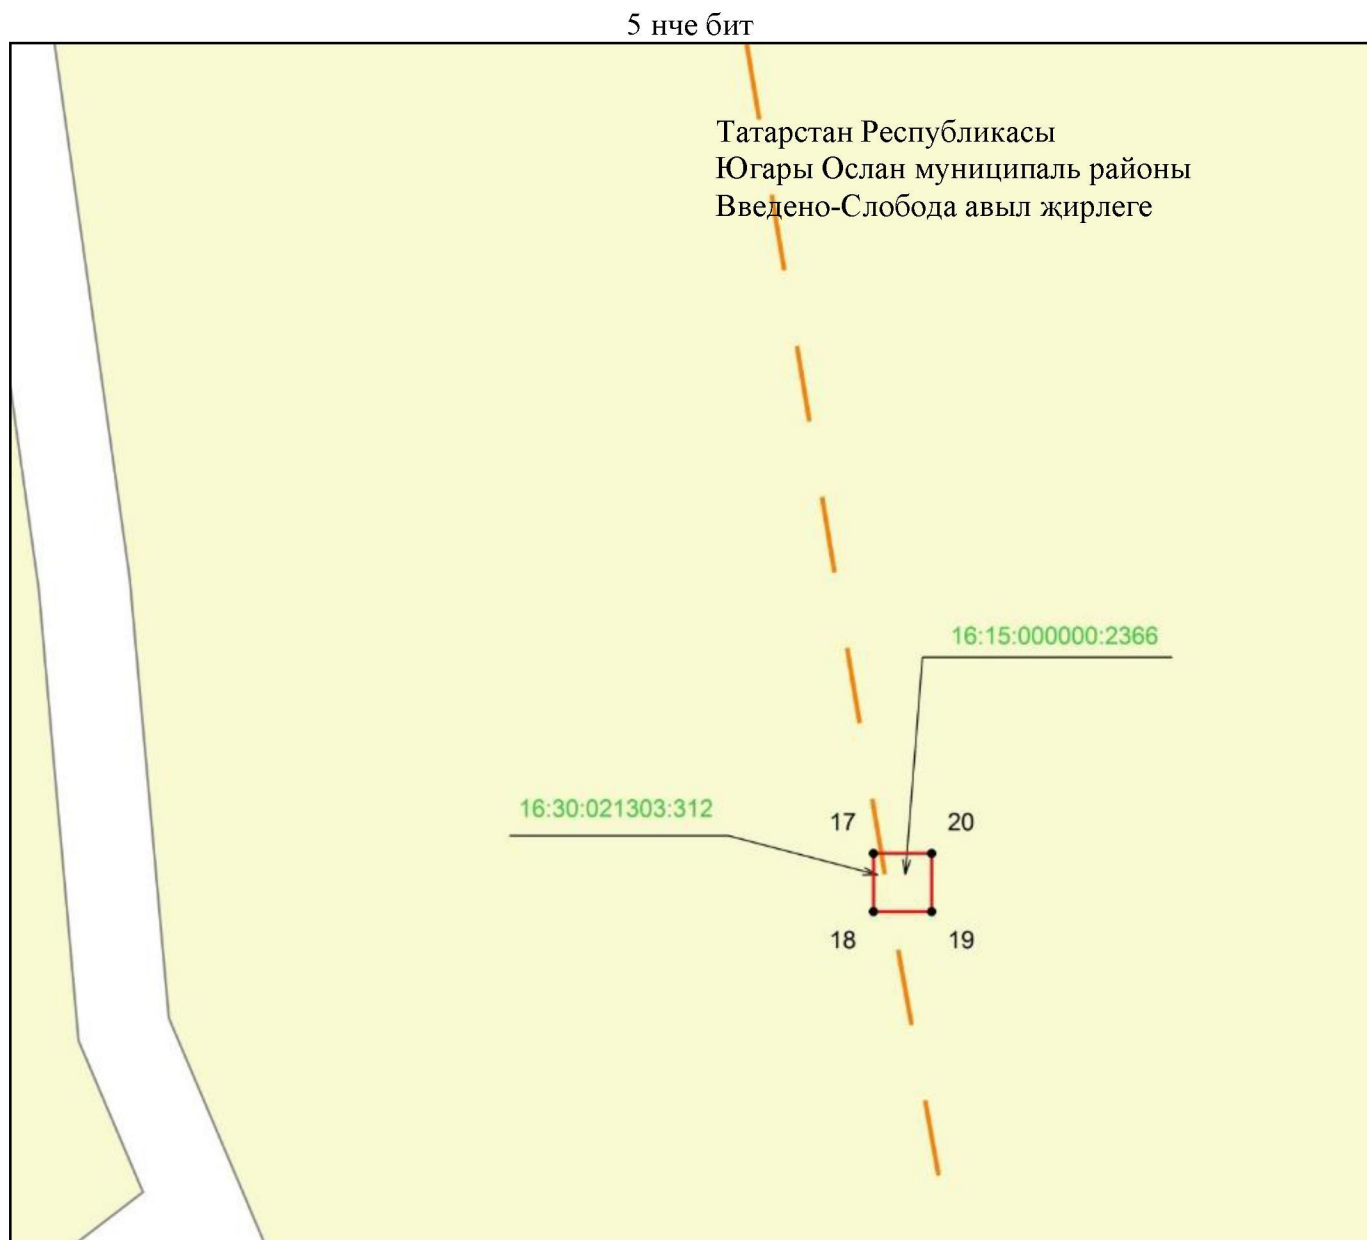 5 нче бит
Татарстан Республикасы
Югары Ослан муниципаль районы
Введено-Слобода авыл җирлеге
16:15:000000:2366
16:30:021303:312
17
20
18
19